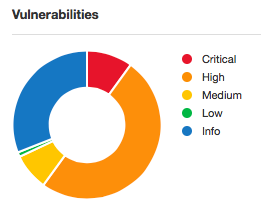 Vulnerabilities
Critical
High
Medium
Low
Info